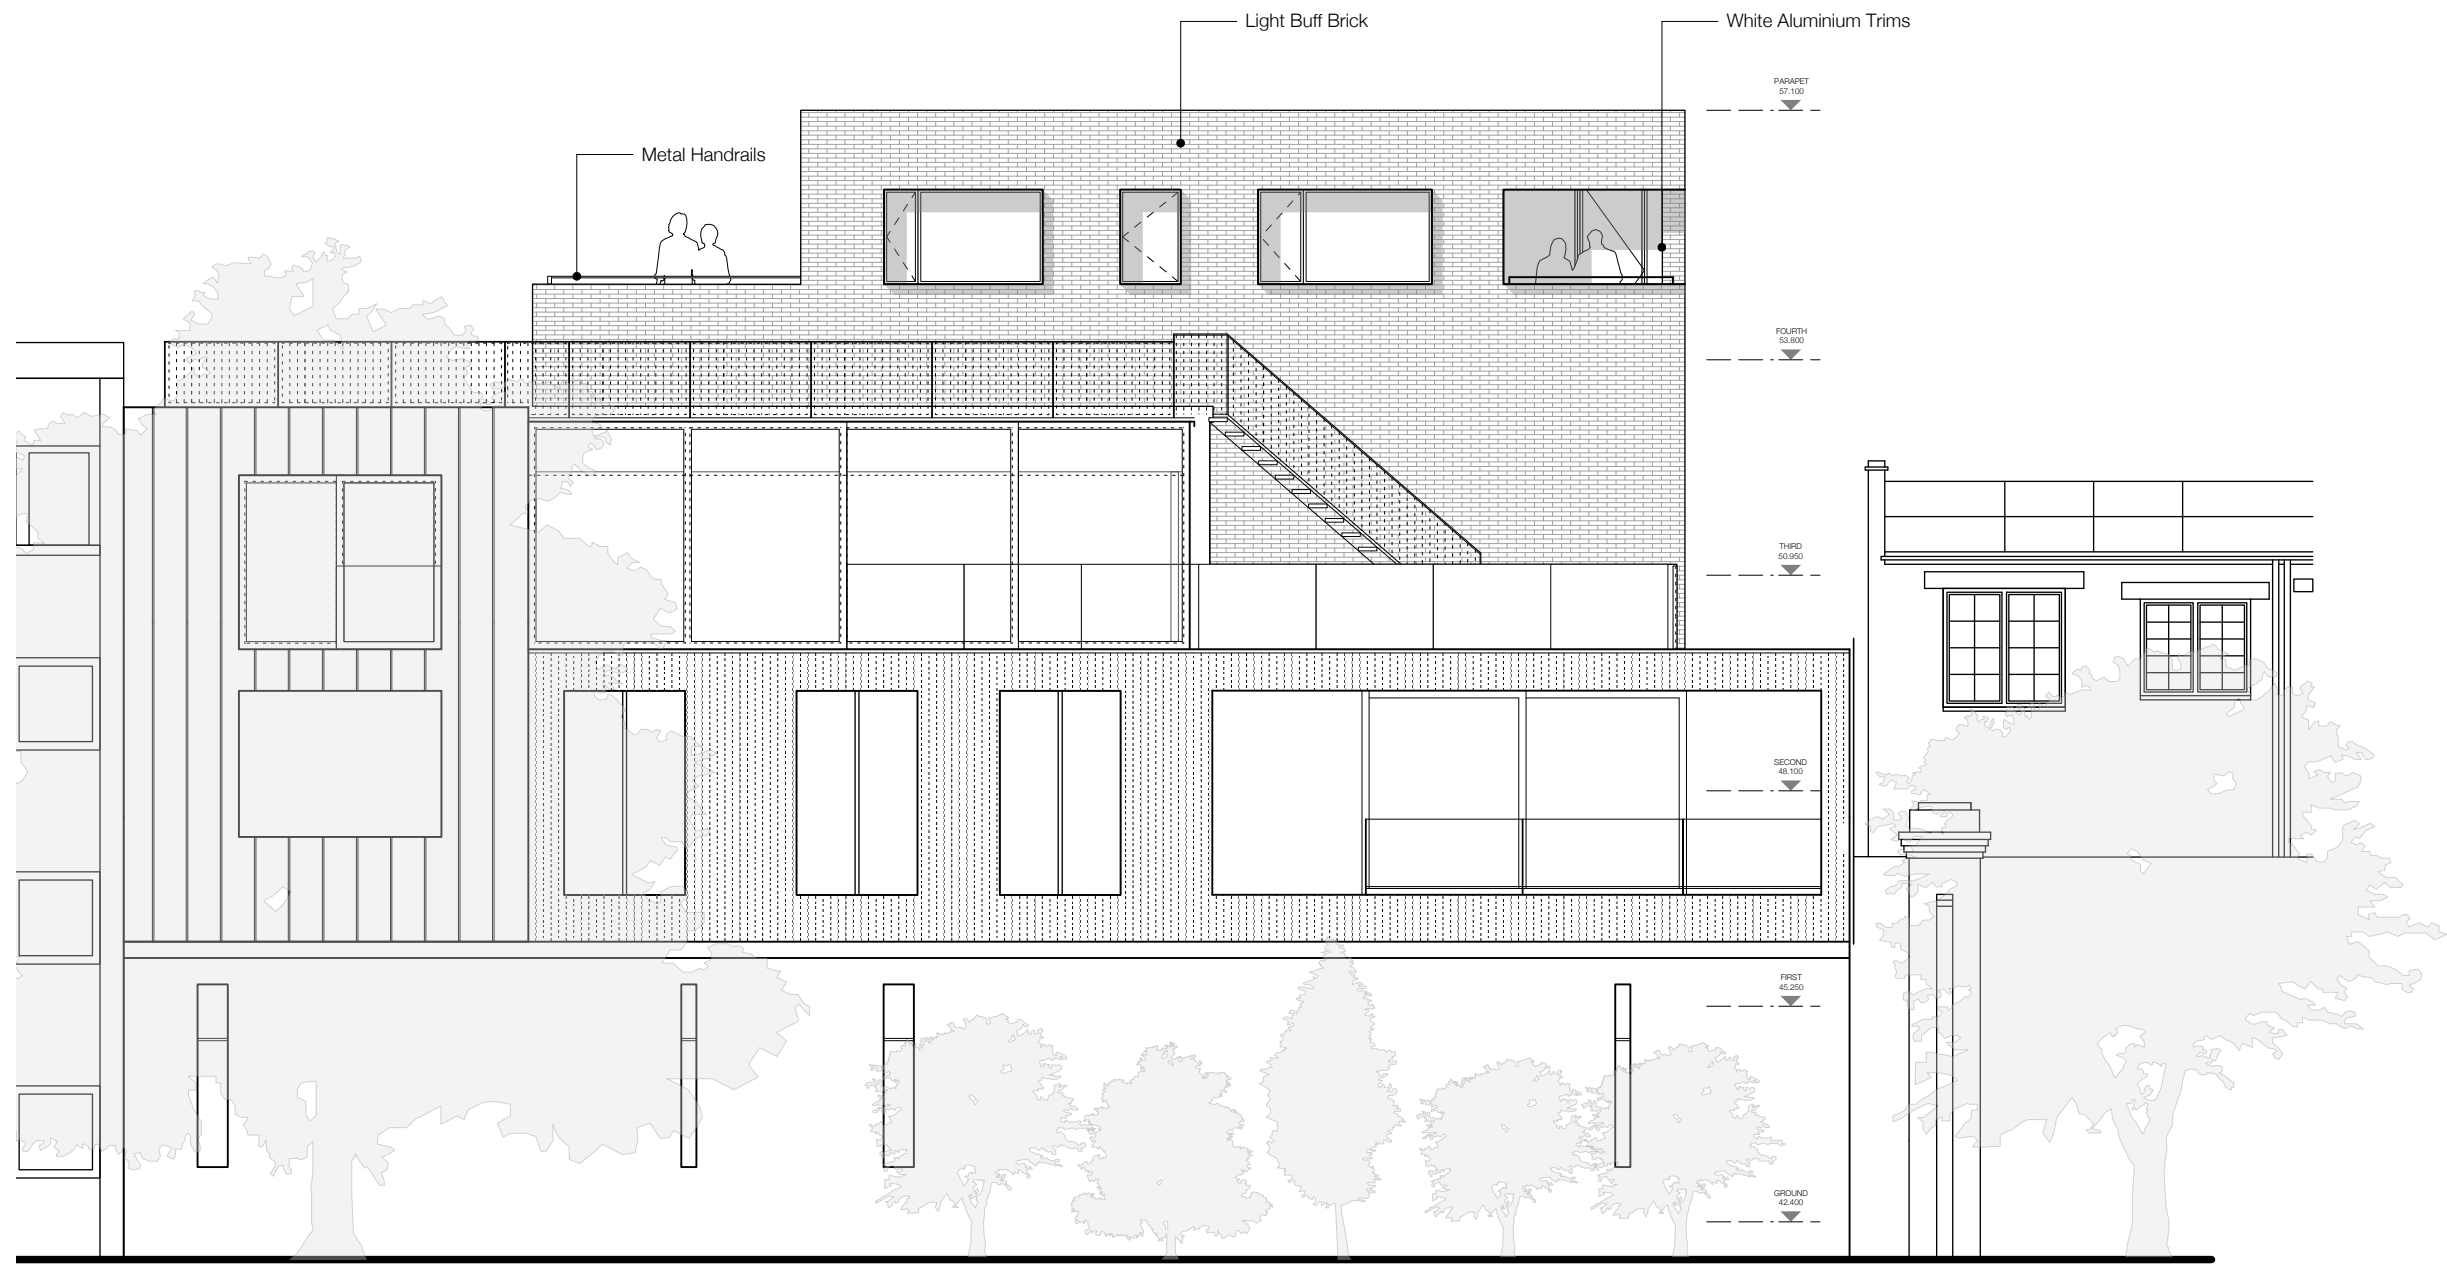 Light Buff Brick
White Aluminium Trims
PARAPET
57.100
Metal Handrails
FOURTH
53.800
THIRD
50.950
SECOND
48.100
FIRST
45.250
GROUND
42.400